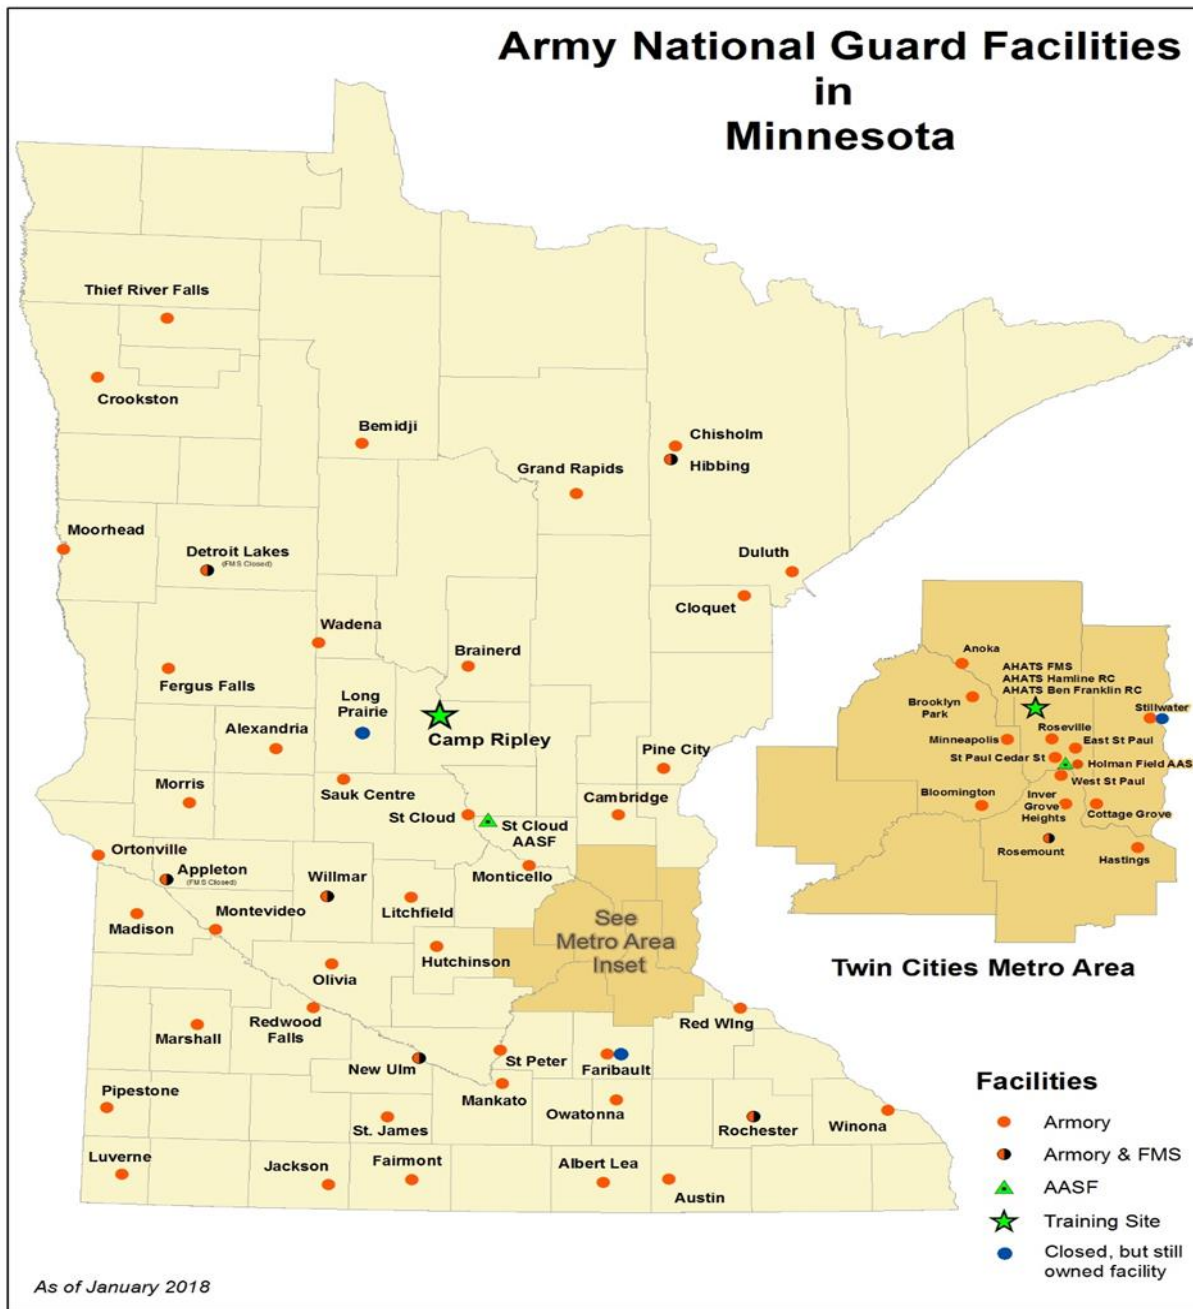 Army National Guard Facilities
in
Minnesota
Thief River Falls
Crookston
Bemidji
Chisholm
Hibbing
Grand Rapids
Moorhead
Detroit Lakes
(FMS Closed)
Duluth
Cloquet
Wadena
Brainerd
Fergus Falls
Long
Prairie
Alexandria
Camp Ripley
Pine City
Morris
Sauk Centre
Cambridge
St Cloud
St Cloud
AASF
Ortonville
Appleton
(FMS Closed)
Willmar
Monticello
Litchfield
Madison
Montevideo
Hutchinson
See
Metro Area
Inset
Olivia
Redwood
Falls
Marshall
Red WIng
New Ulm
St Peter
Faribault
Pipestone
Mankato
Owatonna
St. James
Rochester
Winona
Luverne
Jackson
Fairmont
Albert Lea
Austin
Anoka
AHATS FMS
AHATS Hamline RC
AHATS Ben Franklin RC
Brooklyn
Park
Stillwater
Roseville
Minneapolis
East St Paul
St Paul Cedar St
Holman Field AAS
West St Paul
Bloomington
Inver
Grove
Heights
Cottage Grove
Rosemount
Hastings
Twin Cities Metro Area
Facilities
Armory
Armory & FMS
AASF
Training Site
Closed, but still
owned facility
As of January 2018